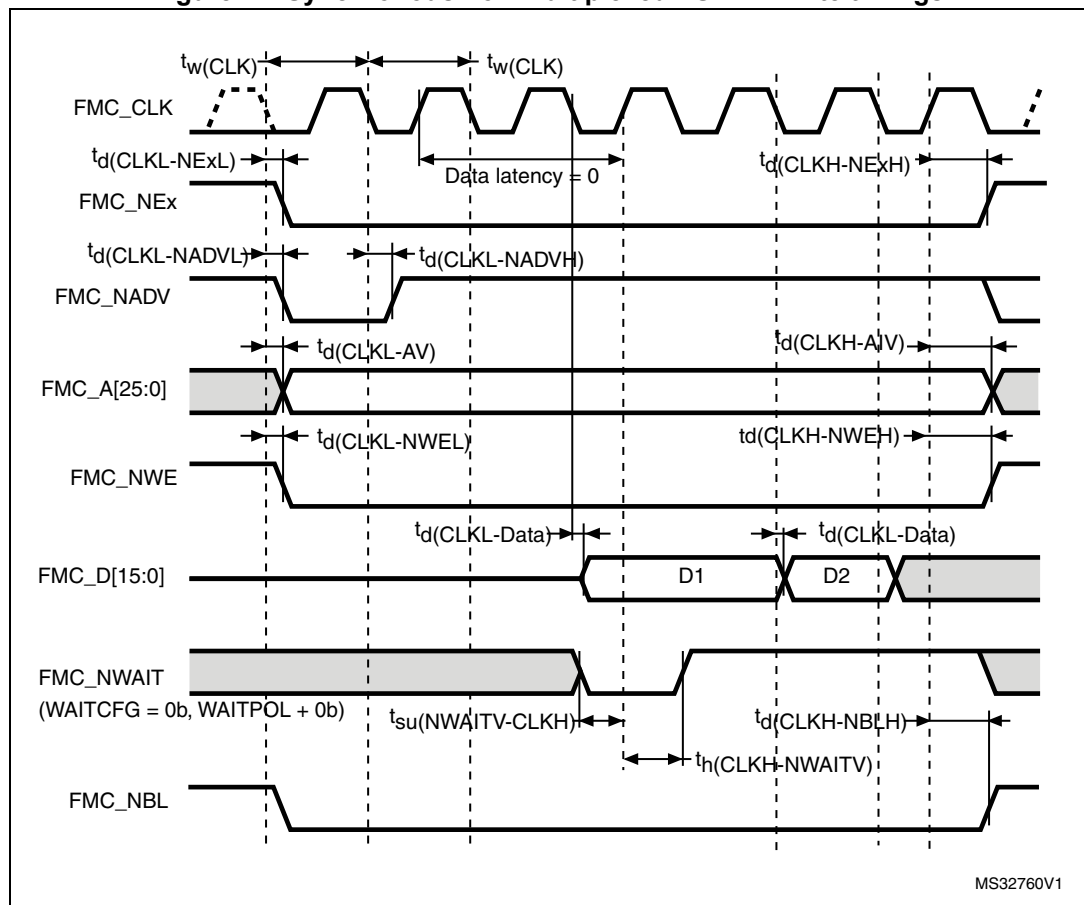 tw(CLK) tw(CLK)
FMC_CLK
td(CLKL-NExL) Data latency = 0 td(CLKH-NExH)
FMC_NEx
td(CLKL-NADVL) td(CLKL-NADVH)
FMC_NADV
td(CLKL-AV) td(CLKH-AIV)
FMC_A[25:0]
td(CLKL-NWEL) td(CLKH-NWEH)
FMC_NWE
td(CLKL-Data) td(CLKL-Data)
FMC_D[15:0] D1 D2
FMC_NWAIT
(WAITCFG = 0b, WAITPOL + 0b)
tsu(NWAITV-CLKH) td(CLKH-NBLH)
th(CLKH-NWAITV)
FMC_NBL
MS32760V1